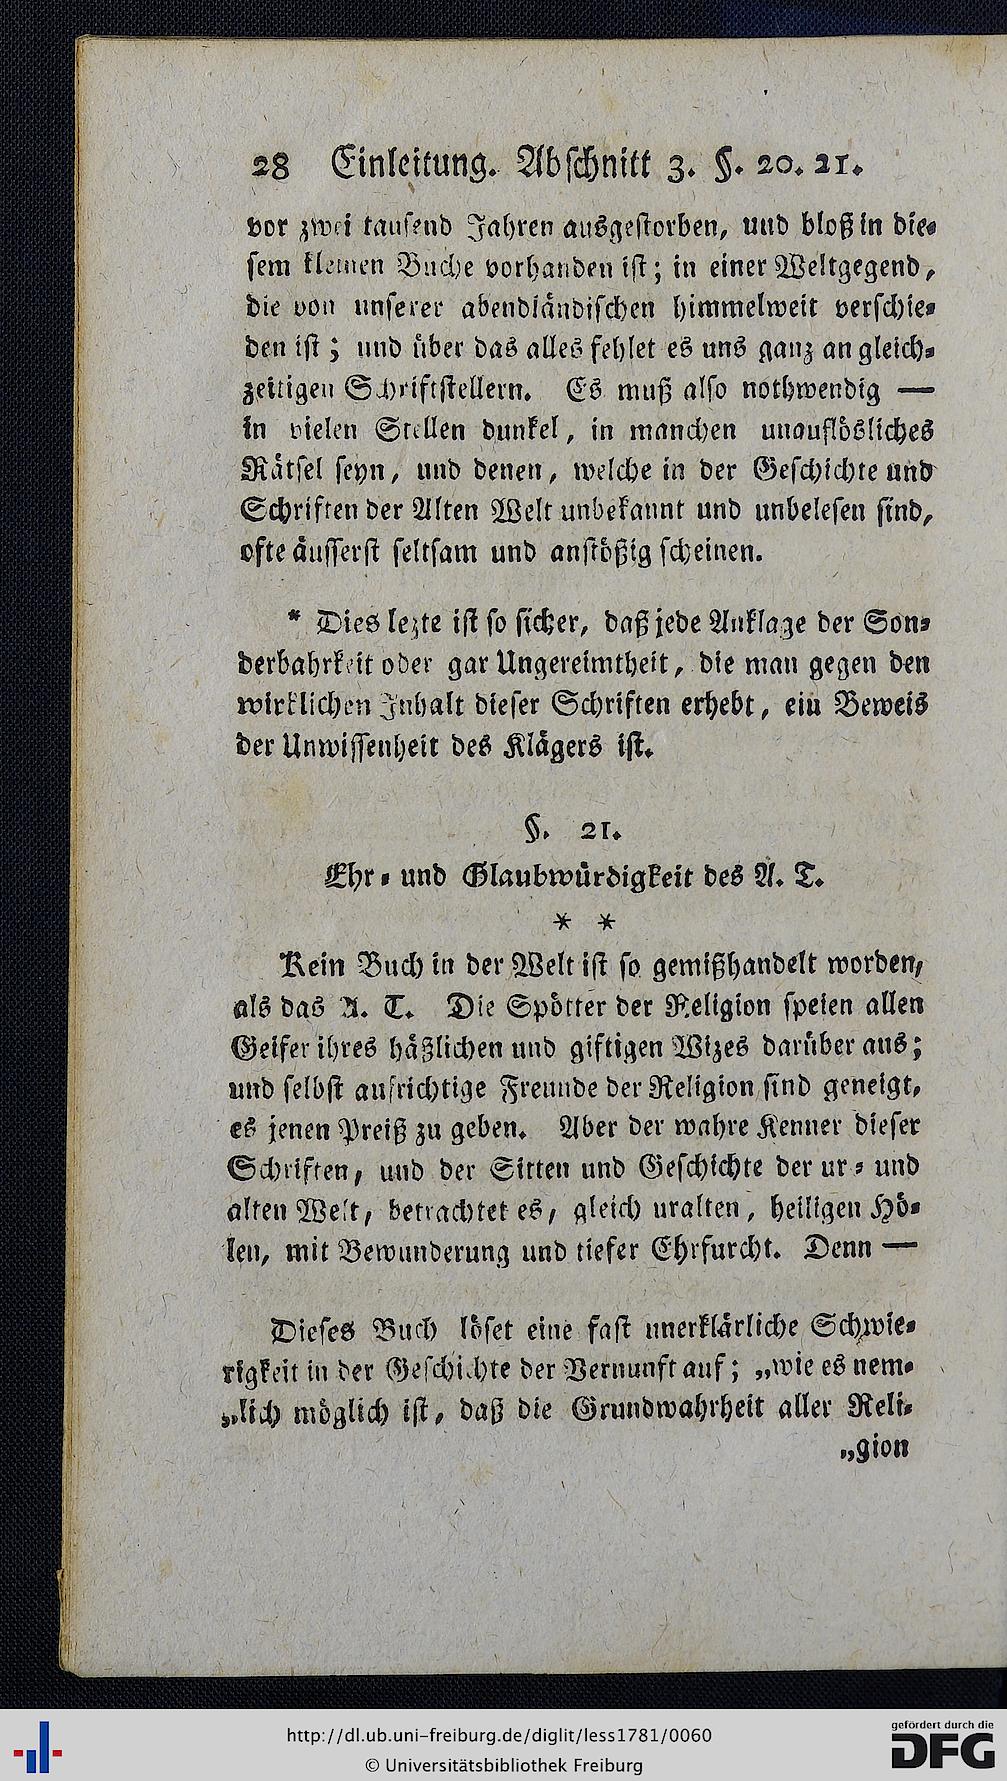 28 Einleitung. Abschnitt 3. §. 20. 21.
vor zwei tausend Jahren ausgestorben, und bloß in die-
sem kleinen Buche vorhanden ist; in einer Weltgegend,
die von unserer abendländischen himmelweit verschie-
den ist; und über das alles fehlet es uns ganz an gleich-
zeitigen Schriftstellern. Es muß also nothwendig —
in vielen Stellen dunkel, in manchen unauflösliches
Rätsel seyn, und denen, welche in der Geschichte und
Schriften der Alten Welt unbekannt und unbelesen sind,
ofte äusserst seltsam und anstößig scheinen.
* Dies lezte ist so sicher, daß jede Anklage der Son-
derbahrkeit oder gar Ungereimtheit, die man gegen den
wirklichen Inhalt dieser Schriften erhebt, ein Beweis
der Unwissenheit des Klägers ist.
§. 21.
Ehr- und Glaubwürdigkeit des A. T.
* *
Kein Buch in der Welt ist so gemißhandelt worden,
als das A. T. Die Spötter der Religion speien allen
Geifer ihres häßlichen und giftigen Wizes darüber aus;
und selbst aufrichtige Freunde der Religion sind geneigt,
es jenen Preiß zu geben. Aber der wahre Kenner dieser
Schriften, und der Sitten und Geschichte der ur- und
alten Welt, betrachtet es, gleich uralten, heiligen Hö-
len, mit Bewunderung und tiefer Ehrfurcht. Denn —
Dieses Buch löset eine fast unerklärliche Schwie-
rigkeit in der Geschichte der Vernunft auf; „wie es nem-
„lich möglich ist, daß die Grundwahrheit aller Reli-
„gion
http://dl.ub.uni-freiburg.de/diglit/less1781/0060
© Universitätsbibliothek Freiburg
gefördert durch die
DFG